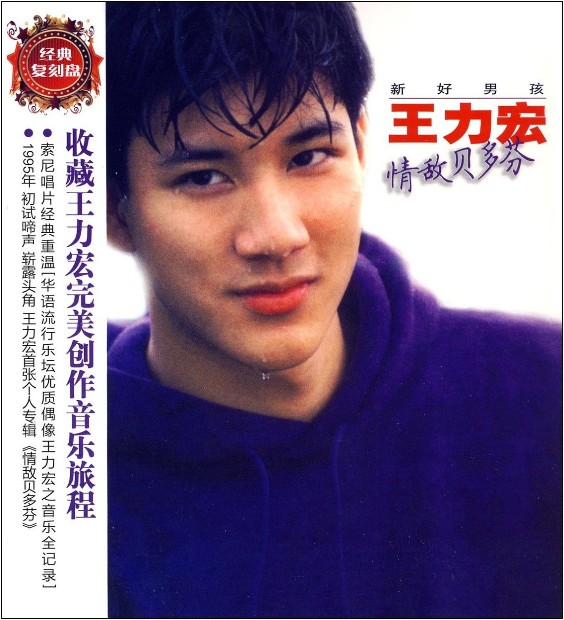 经典
复刻盘
新好男孩
王力宏
情敌贝多芬
收藏王力宏完美创作音乐旅程
● 索尼唱片经典重温[华语流行乐坛优质偶像王力宏之音乐全记录]
● 1995年 初试啼声 崭露头角 王力宏首张个人专辑《情敌贝多芬》